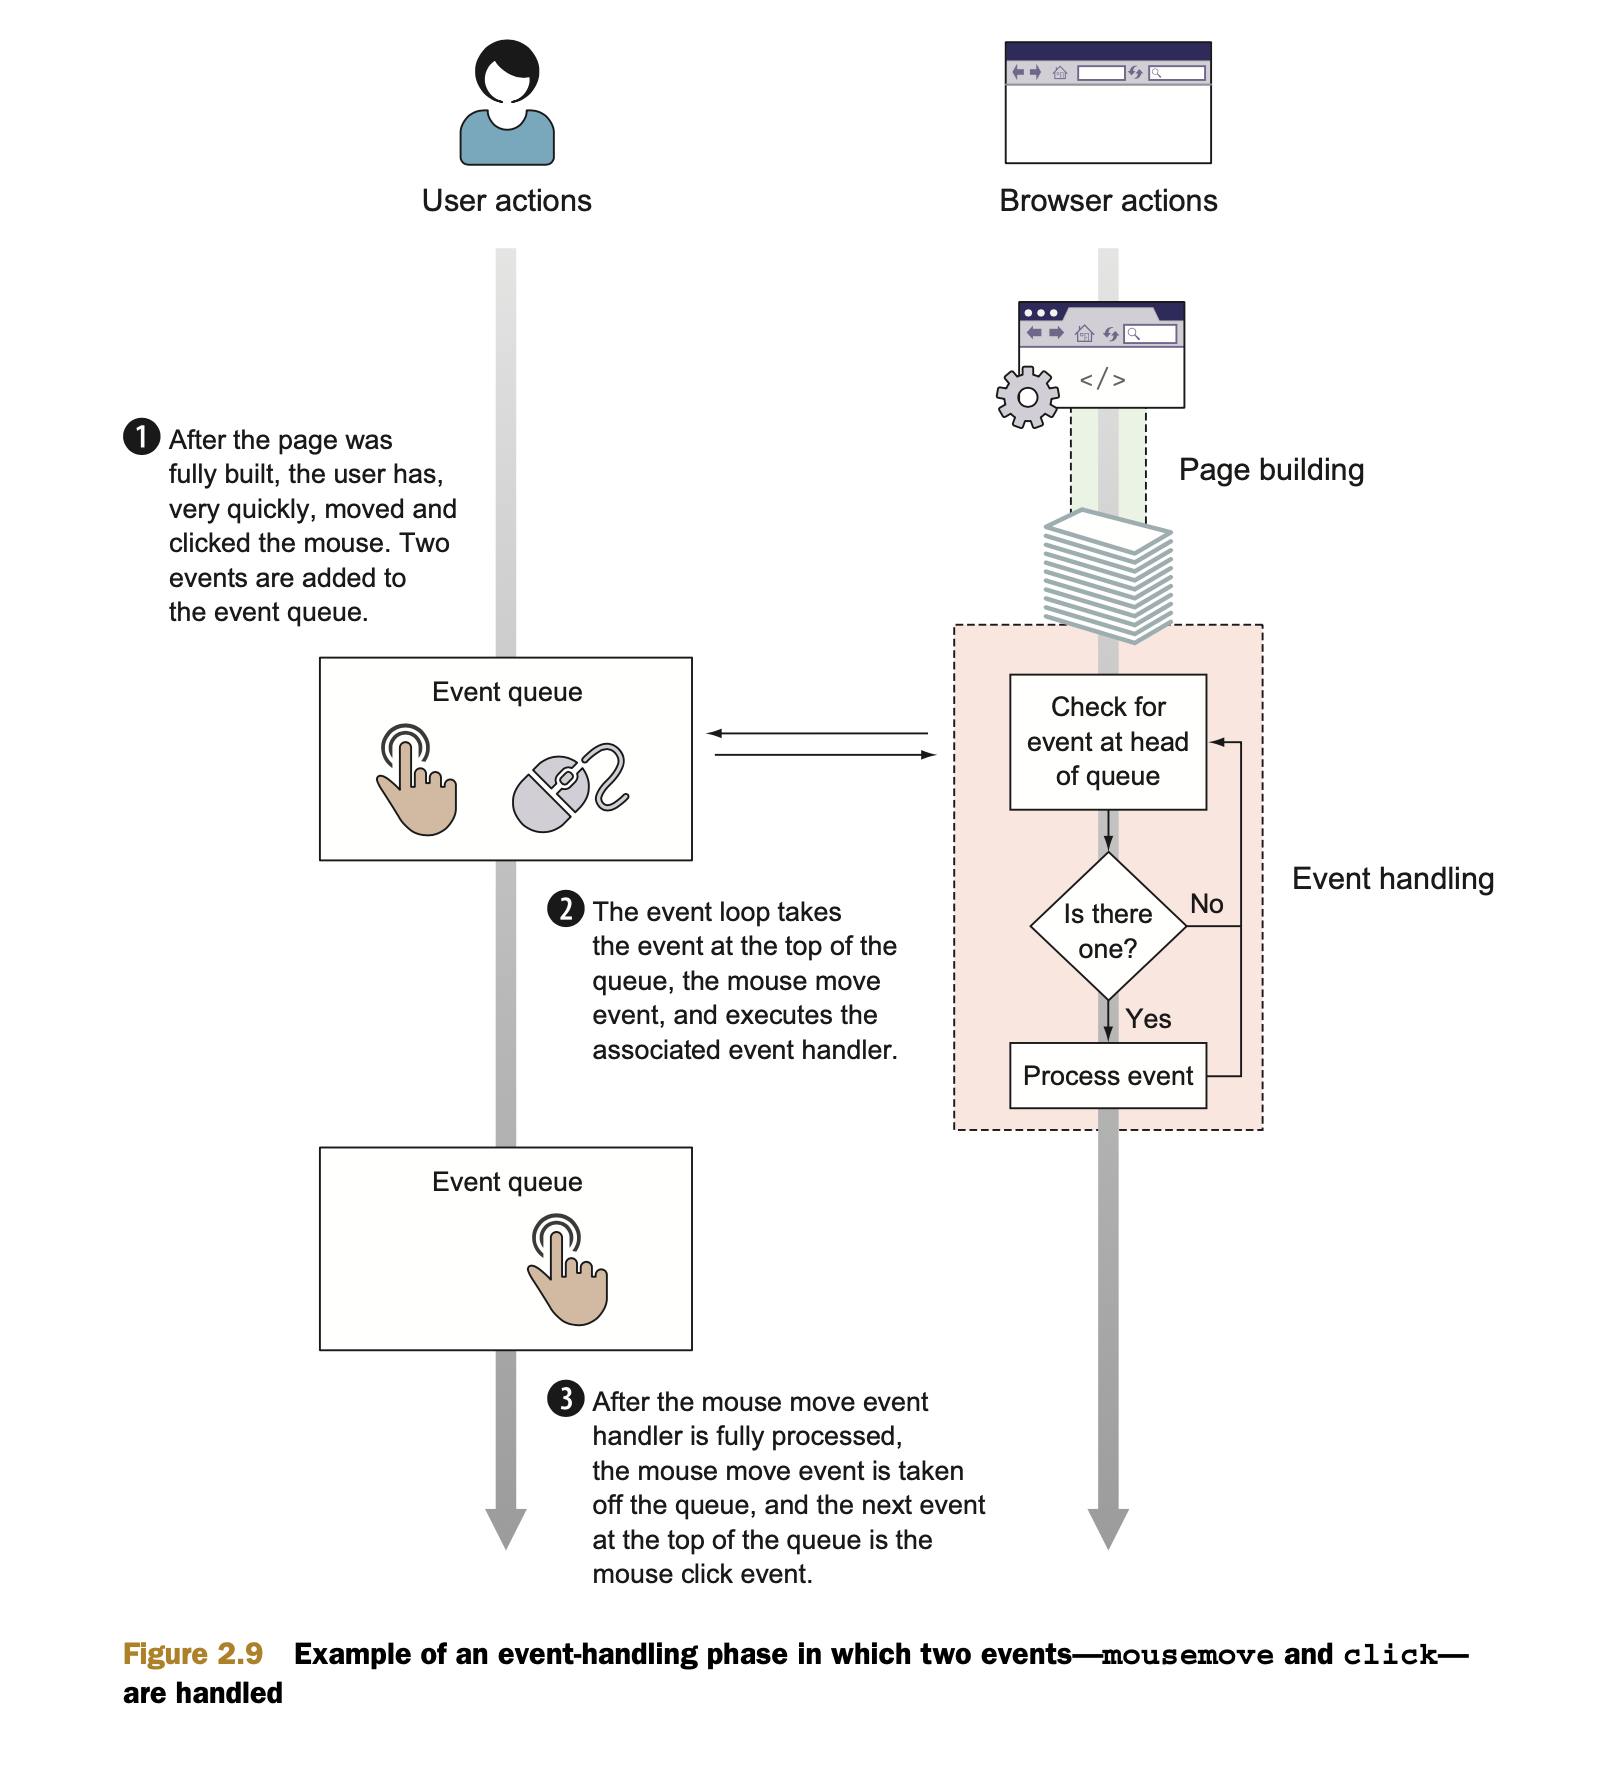 User actions
Browser actions
</>
Page building
1 After the page was
fully built, the user has,
very quickly, moved and
clicked the mouse. Two
events are added to
the event queue.
Event queue
Check for
event at head
of queue
Is there
one?
No
Yes
Process event
Event handling
2 The event loop takes
the event at the top of the
queue, the mouse move
event, and executes the
associated event handler.
Event queue
3 After the mouse move event
handler is fully processed,
the mouse move event is taken
off the queue, and the next event
at the top of the queue is the
mouse click event.
Figure 2.9 Example of an event-handling phase in which two events—mousemove and click—
are handled